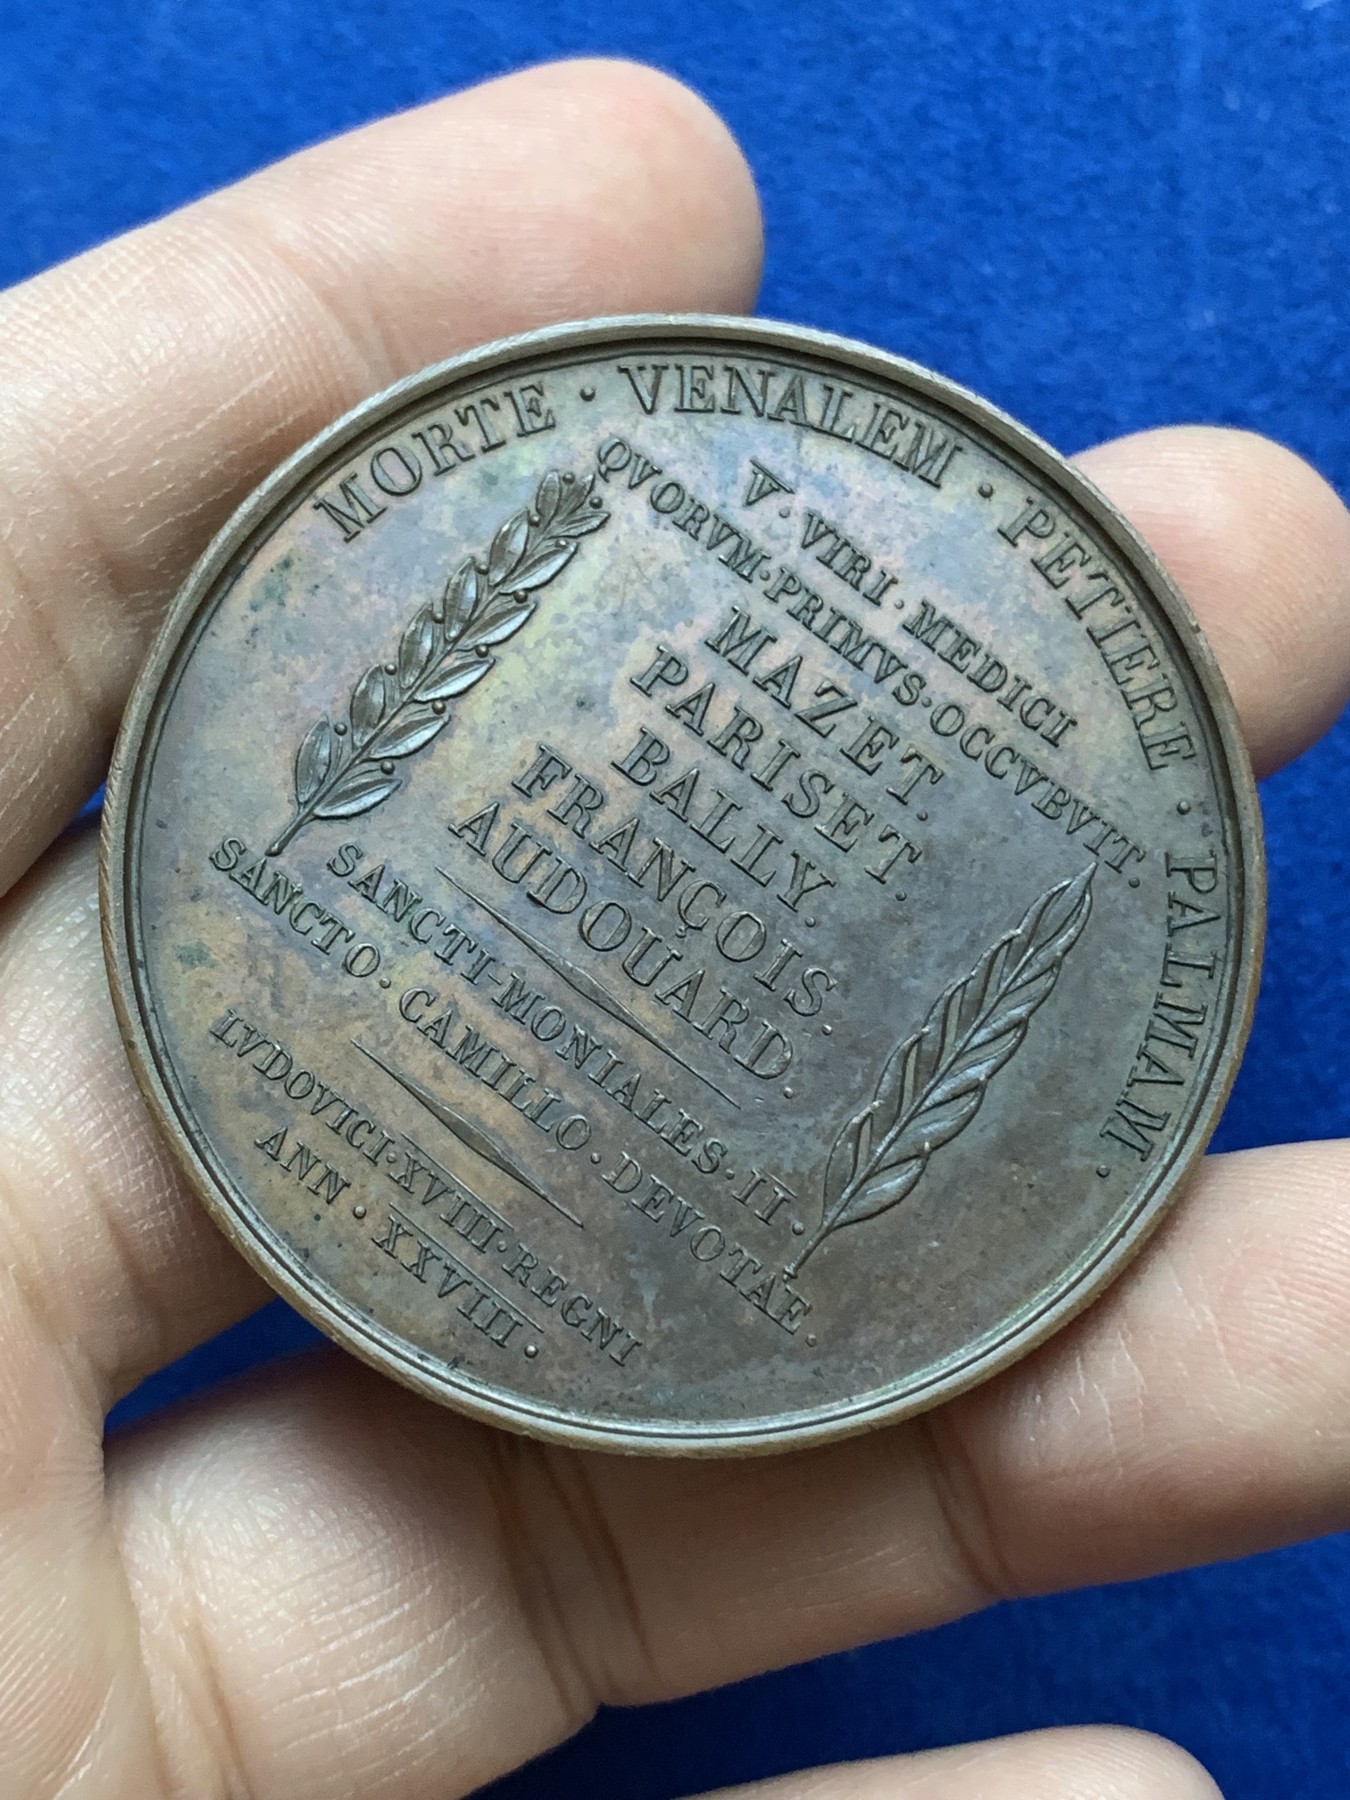 MORTE · VENALEM · PETIERE · PALMAM ·
V · VIRI · MEDICI
QVORVM · PRIMVS · OCCVBVIT.
MAZET.
PARISET.
BALLY.
FRANÇOIS.
AUDOUARD.
SANCTI-MONIALES · II.
SANCTO · CAMILLO · DEVOTAE.
LVDOVICI · XVIII · REGNI
ANN · XXVIII.